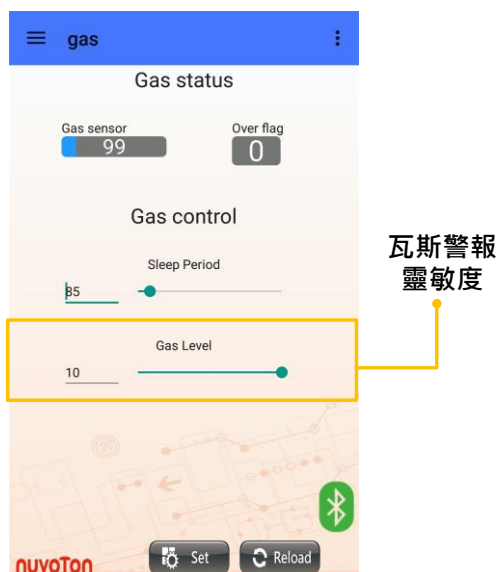 gas
Gas status
Gas sensor
Over flag
99
0
Gas control
Sleep Period
85
Gas Level
10
瓦斯警報
靈敏度
nuvoTon
Set
Reload